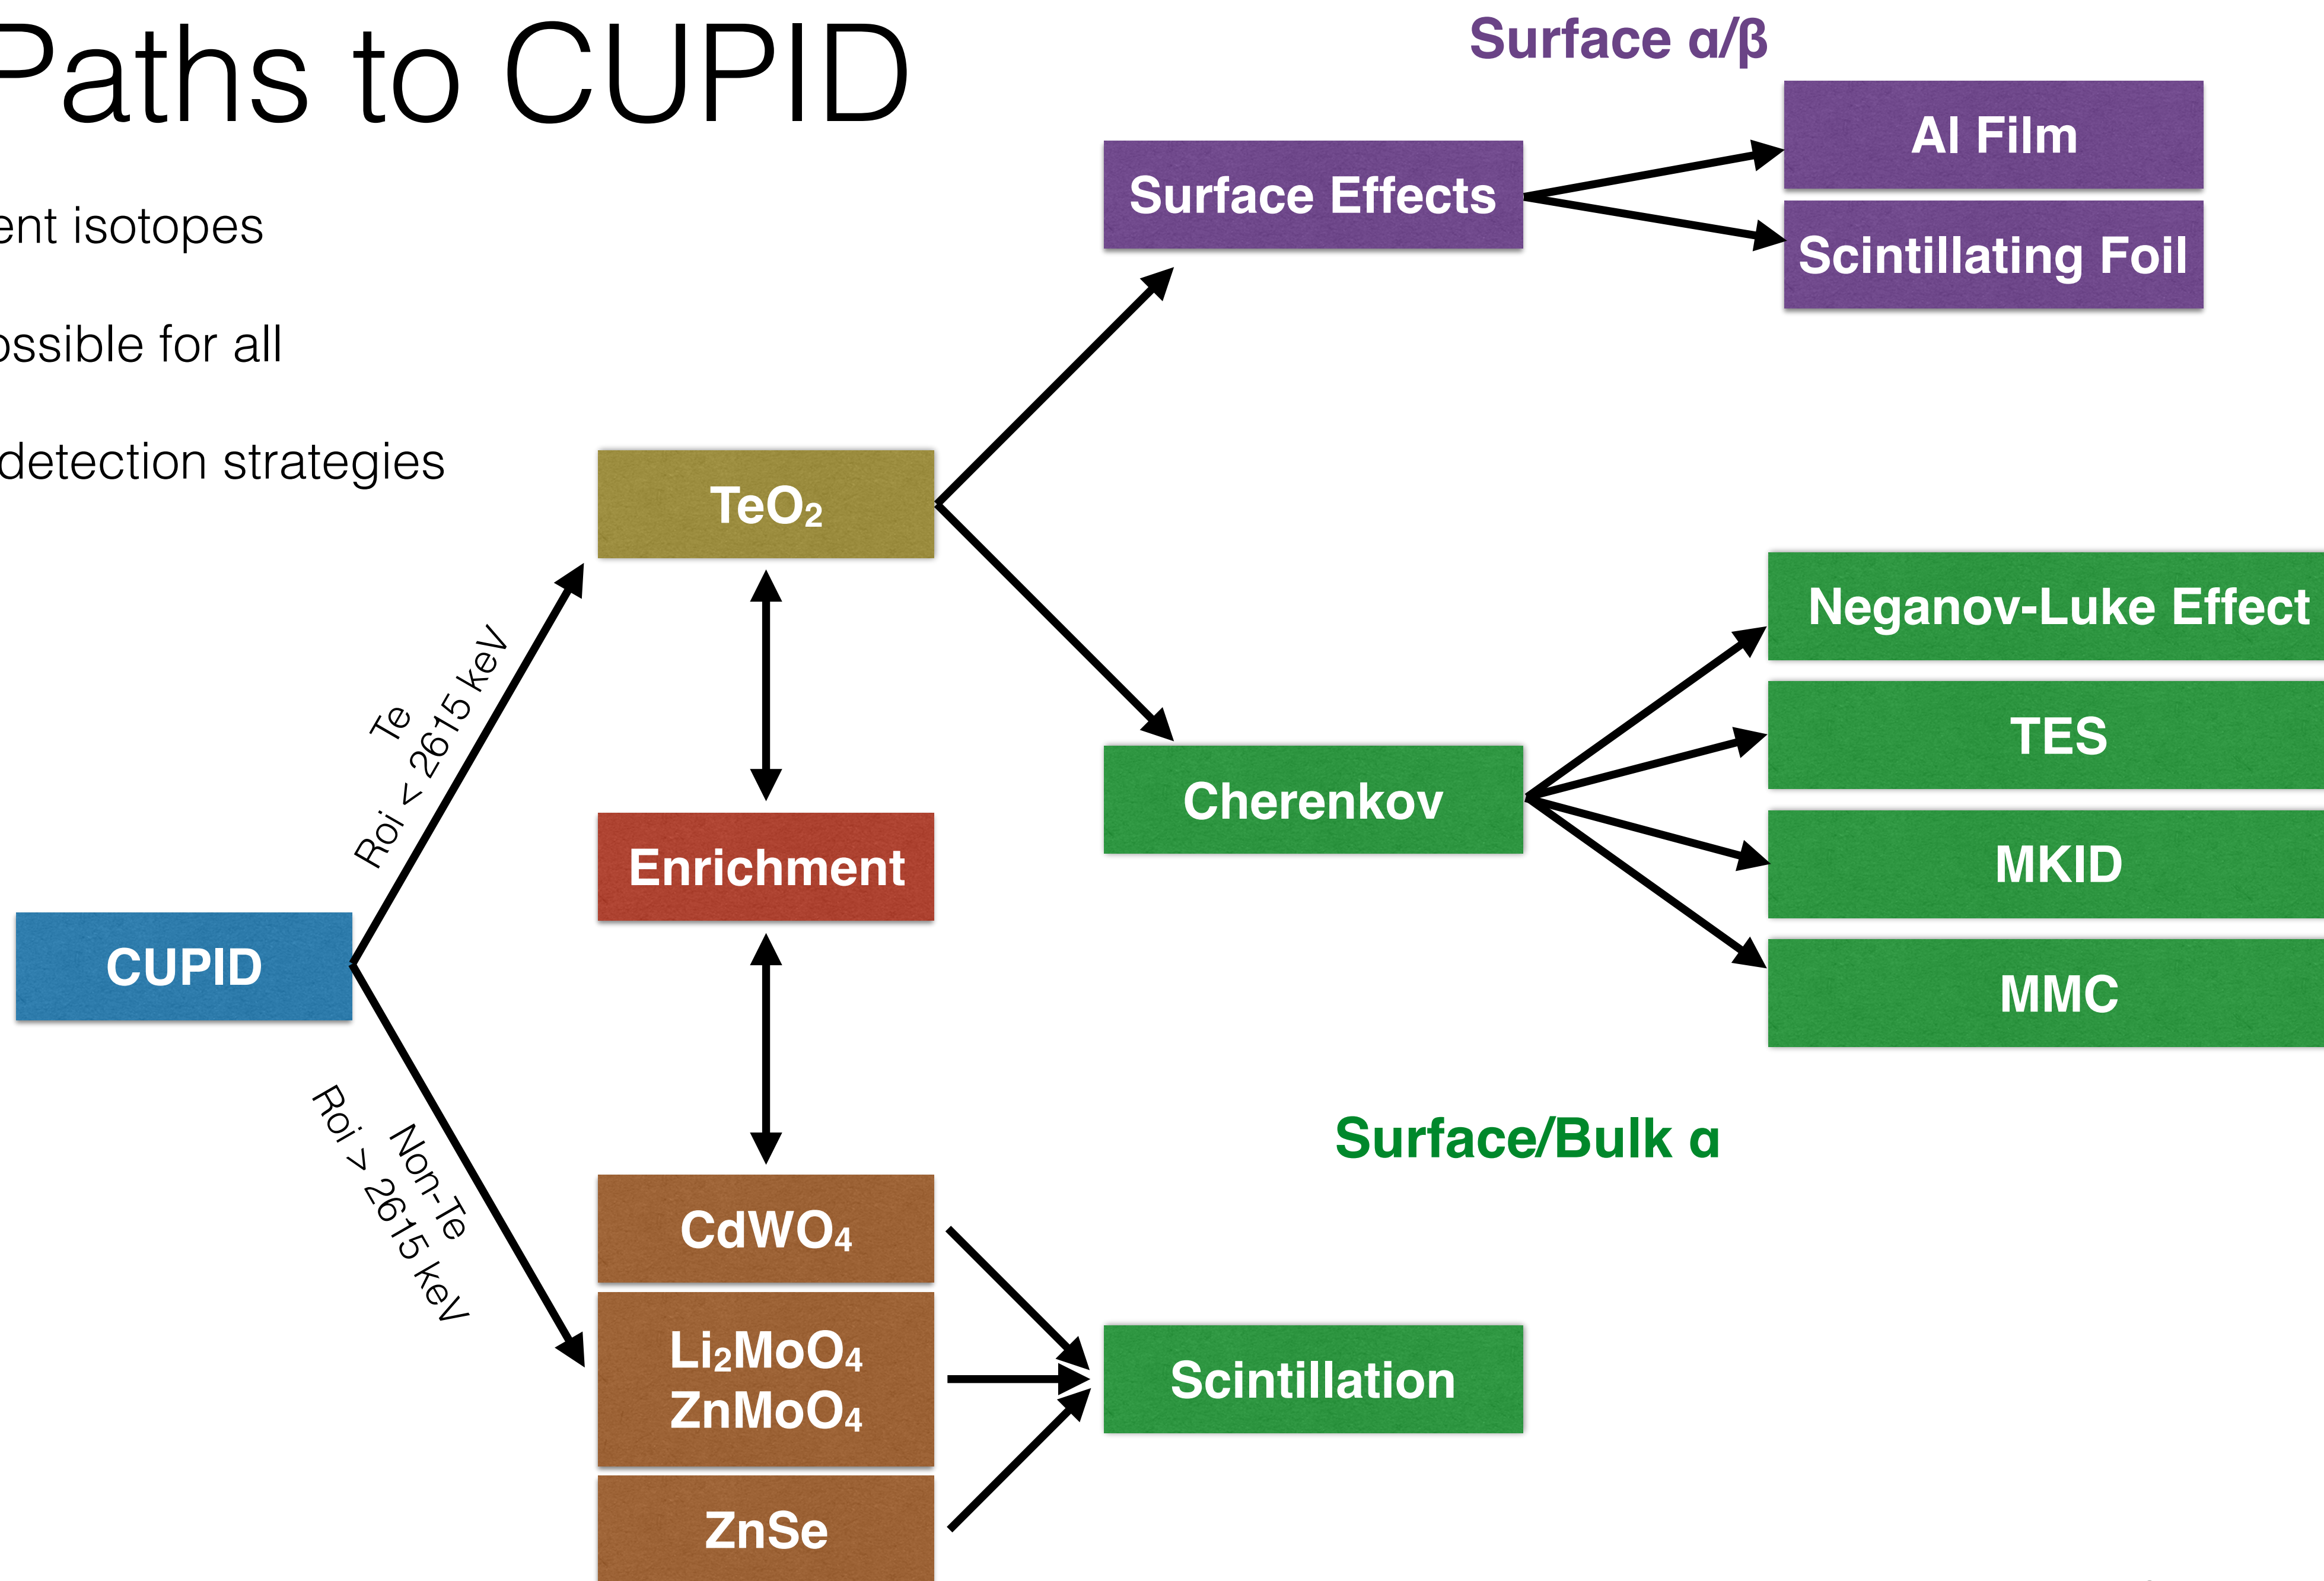 Paths to CUPID
ent isotopes
ossible for all
detection strategies
Surface α/β
Surface Effects
Al Film
Scintillating Foil
TeO₂
Te
Roi < 2615 keV
Neganov-Luke Effect
TES
MKID
MMC
Cherenkov
Enrichment
CUPID
Non-Te
Roi > 2615 keV
Surface/Bulk α
CdWO₄
Li₂MoO₄
ZnMoO₄
ZnSe
Scintillation